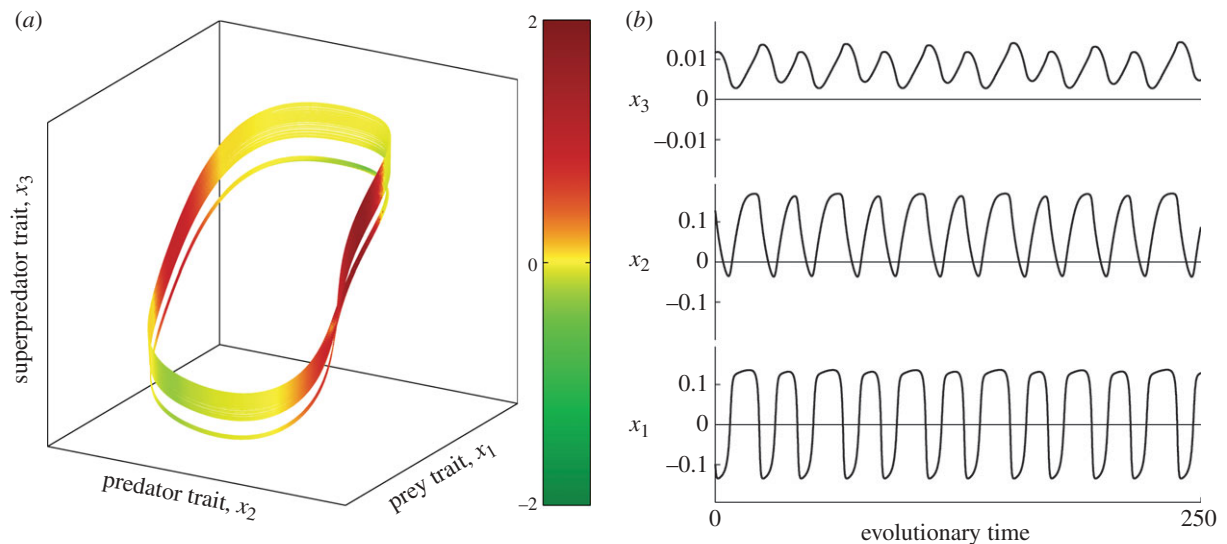 (a)
superpredator trait, x3
predator trait, x2
prey trait, x1
2
0
–2
(b)
0.01
x3
0
–0.01
0.1
x2
0
–0.1
0.1
x1
0
–0.1
0
250
evolutionary time